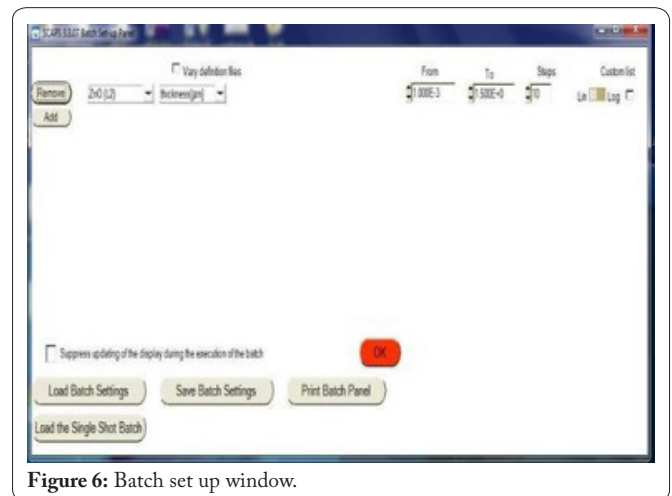 SCAPS 3.3.07 Batch Set-up Panel
Vary definition files
From To Steps Custom list
Remove ZnO (L2) thickness[µm] 1.000E-3 1.500E+0 10 Lin Log
Add
Suppress updating of the display during the execution of the batch OK
Load Batch Settings Save Batch Settings Print Batch Panel
Load the Single Shot Batch
Figure 6: Batch set up window.